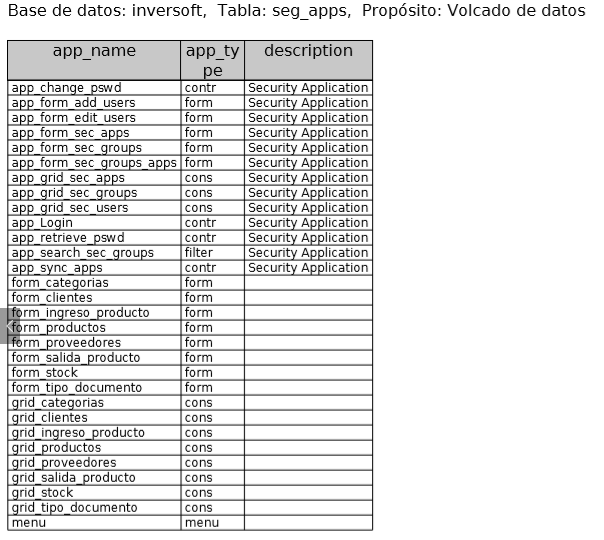 Base de datos: inversoft, Tabla: seg_apps, Propósito: Volcado de datos
app_name app_ty pe description
app_change_pswd contr Security Application
app_form_add_users form Security Application
app_form_edit_users form Security Application
app_form_sec_apps form Security Application
app_form_sec_groups form Security Application
app_form_sec_groups_apps form Security Application
app_grid_sec_apps cons Security Application
app_grid_sec_groups cons Security Application
app_grid_sec_users cons Security Application
app_Login contr Security Application
app_retrieve_pswd contr Security Application
app_search_sec_groups filter Security Application
app_sync_apps contr Security Application
form_categorias form
form_clientes form
form_ingreso_producto form
form_productos form
form_proveedores form
form_salida_producto form
form_stock form
form_tipo_documento form
grid_categorias cons
grid_clientes cons
grid_ingreso_producto cons
grid_productos cons
grid_proveedores cons
grid_salida_producto cons
grid_stock cons
grid_tipo_documento cons
menu menu